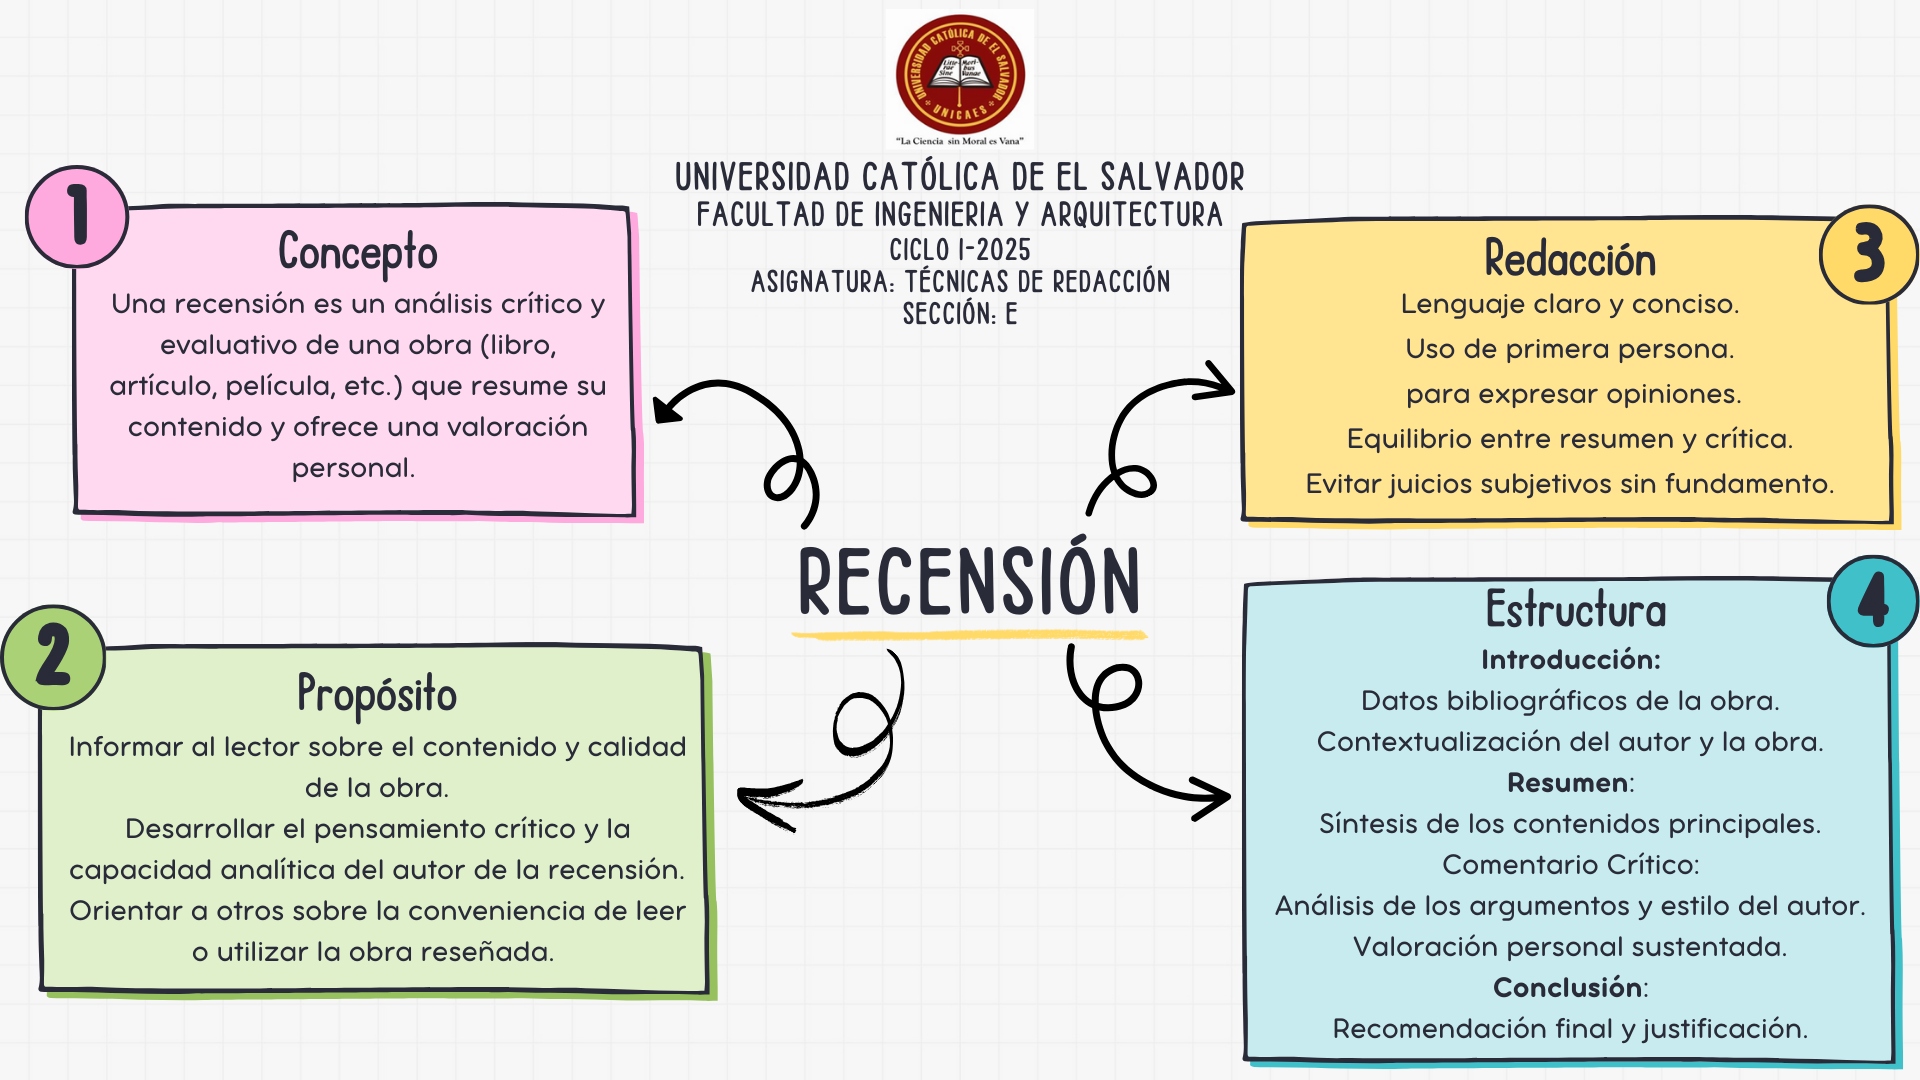 UNIVERSIDAD CATÓLICA DE EL SALVADOR
UNICAES
Litterae Sine
Moribus Vanae
"La Ciencia sin Moral es Vana"
UNIVERSIDAD CATÓLICA DE EL SALVADOR
FACULTAD DE INGENIERIA Y ARQUITECTURA
CICLO I-2025
ASIGNATURA: TÉCNICAS DE REDACCIÓN
SECCIÓN: E
1
Concepto
Una recensión es un análisis crítico y
evaluativo de una obra (libro,
artículo, película, etc.) que resume su
contenido y ofrece una valoración
personal.
2
Propósito
Informar al lector sobre el contenido y calidad
de la obra.
Desarrollar el pensamiento crítico y la
capacidad analítica del autor de la recensión.
Orientar a otros sobre la conveniencia de leer
o utilizar la obra reseñada.
RECENSIÓN
3
Redacción
Lenguaje claro y conciso.
Uso de primera persona.
para expresar opiniones.
Equilibrio entre resumen y crítica.
Evitar juicios subjetivos sin fundamento.
4
Estructura
Introducción:
Datos bibliográficos de la obra.
Contextualización del autor y la obra.
Resumen:
Síntesis de los contenidos principales.
Comentario Crítico:
Análisis de los argumentos y estilo del autor.
Valoración personal sustentada.
Conclusión:
Recomendación final y justificación.